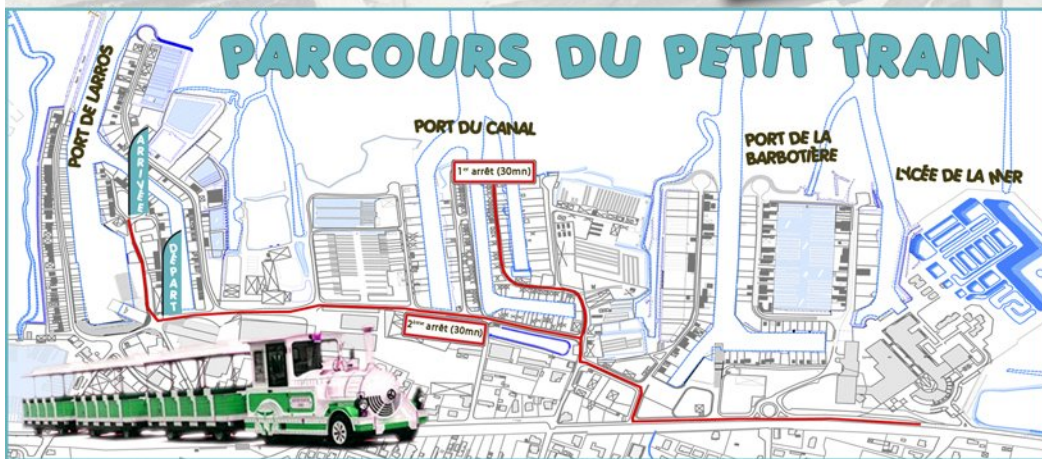 PARCOURS DU PETIT TRAIN
PORT DE LARROS
PORT DU CANAL
PORT DE LA
BARBOTIÈRE
LYCÉE DE LA MER
ARRIVÉE
DÉPART
1er arrêt (30mn)
2ème arrêt (30mn)